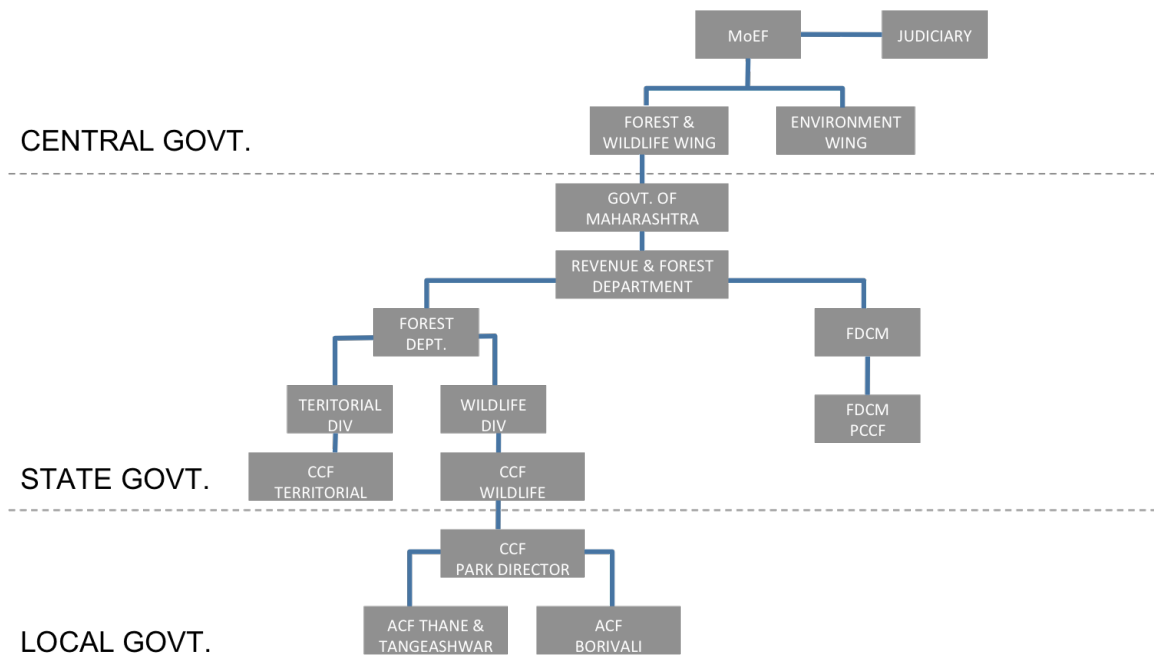 MoEF
JUDICIARY
CENTRAL GOVT.
FOREST &
WILDLIFE WING
ENVIRONMENT
WING
GOVT. OF
MAHARASHTRA
REVENUE & FOREST
DEPARTMENT
FOREST
DEPT.
FDCM
TERITORIAL
DIV
WILDLIFE
DIV
FDCM
PCCF
STATE GOVT.
CCF
TERRITORIAL
CCF
WILDLIFE
CCF
PARK DIRECTOR
LOCAL GOVT.
ACF THANE &
TANGEASHWAR
ACF
BORIVALI